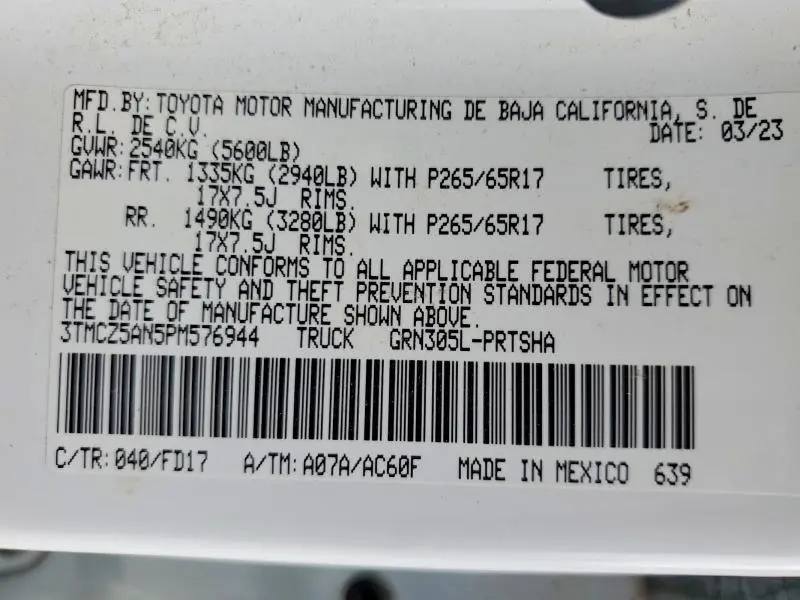 MFD. BY: TOYOTA MOTOR MANUFACTURING DE BAJA CALIFORNIA, S. DE
R.L. DE C.V. DATE: 03/23
GVWR: 2540KG (5600LB)
GAWR: FRT. 1335KG (2940LB) WITH P265/65R17 TIRES,
17X7.5J RIMS.
RR. 1490KG (3280LB) WITH P265/65R17 TIRES,
17X7.5J RIMS.
THIS VEHICLE CONFORMS TO ALL APPLICABLE FEDERAL MOTOR
VEHICLE SAFETY AND THEFT PREVENTION STANDARDS IN EFFECT ON
THE DATE OF MANUFACTURE SHOWN ABOVE.
3TMCZ5AN5PM576944 TRUCK GRN305L-PRTSHA
C/TR: 040/FD17 A/TM: A07A/AC60F MADE IN MEXICO 639